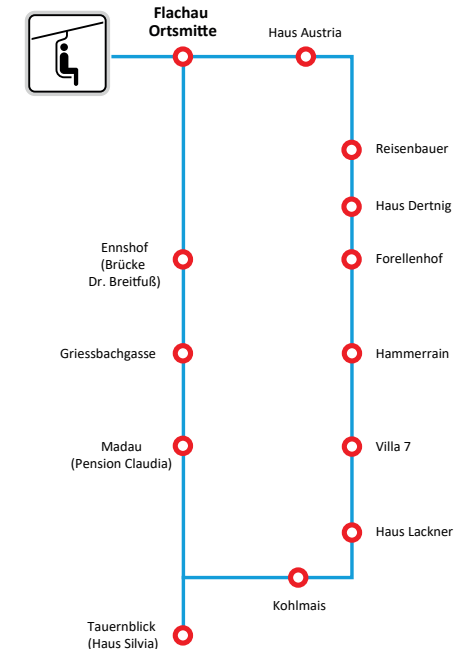 Flachau
Ortsmitte
Haus Austria
Reisenbauer
Haus Dertnig
Ennshof
(Brücke
Dr. Breitfuß)
Forellenhof
Griessbachgasse
Hammerrain
Madau
(Pension Claudia)
Villa 7
Haus Lackner
Kohlmais
Tauernblick
(Haus Silvia)